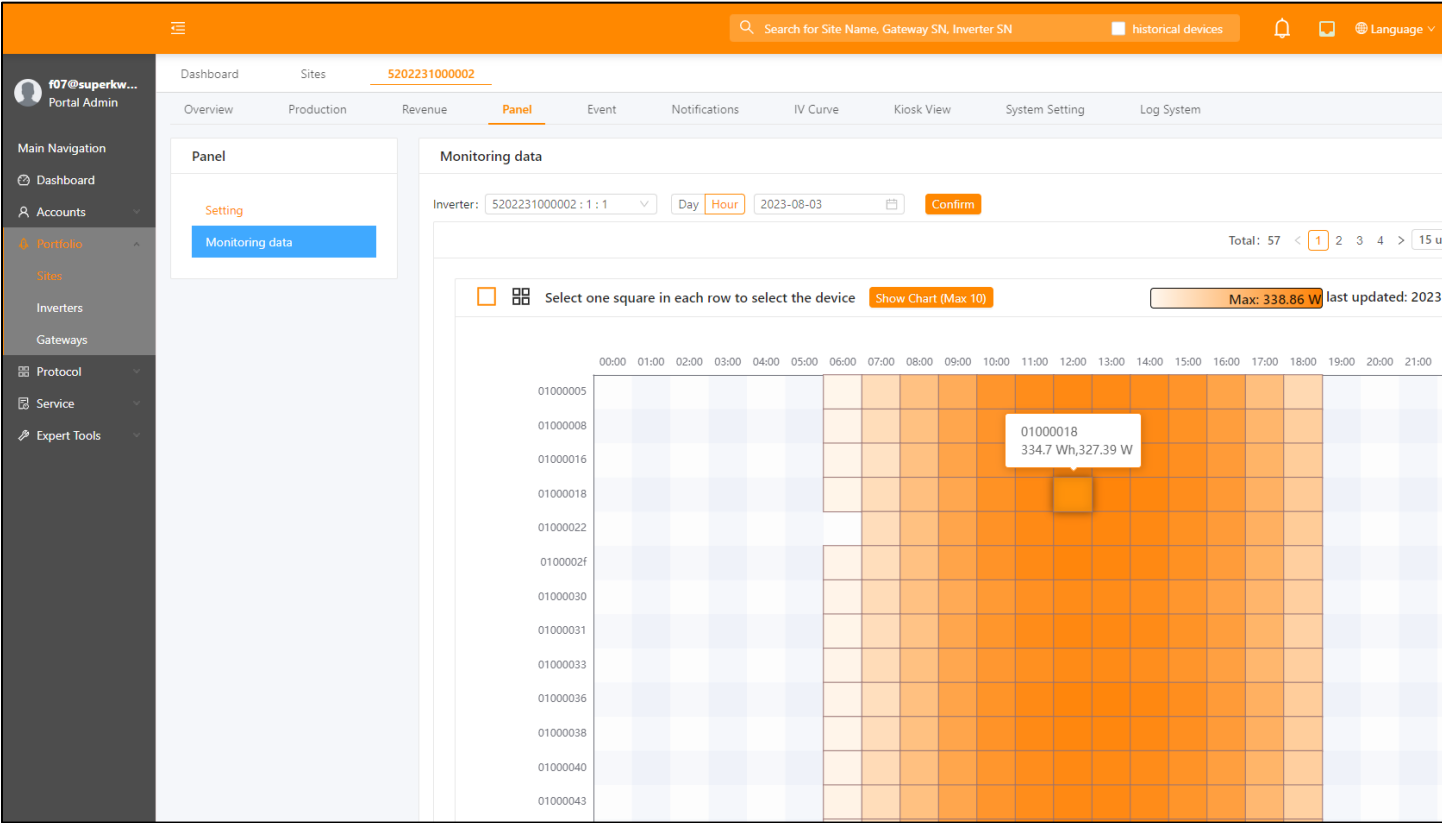 Search for Site Name, Gateway SN, Inverter SN historical devices Language
f07@superkw...
Portal Admin
Dashboard Sites 5202231000002
Overview Production Revenue Panel Event Notifications IV Curve Kiosk View System Setting Log System
Main Navigation
Dashboard
Accounts
Portfolio
Sites
Inverters
Gateways
Protocol
Service
Expert Tools
Panel
Setting
Monitoring data
Monitoring data
Inverter: 5202231000002 : 1 : 1 Day Hour 2023-08-03 Confirm
Total: 57 < 1 2 3 4 > 15 u
Select one square in each row to select the device Show Chart (Max 10) Max: 338.86 W last updated: 2023
00:00 01:00 02:00 03:00 04:00 05:00 06:00 07:00 08:00 09:00 10:00 11:00 12:00 13:00 14:00 15:00 16:00 17:00 18:00 19:00 20:00 21:00
01000005
01000008
01000016
01000018
01000022
0100002f
01000030
01000031
01000033
01000036
01000038
01000040
01000043
01000018
334.7 Wh,327.39 W